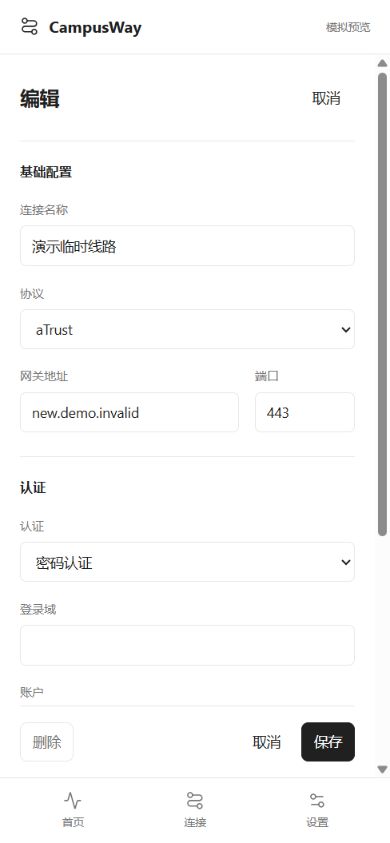 CampusWay 模拟预览
编辑 取消
基础配置
连接名称
演示临时线路
协议
aTrust
网关地址 端口
new.demo.invalid 443
认证
认证
密码认证
登录域
账户
删除 取消 保存
首页 连接 设置